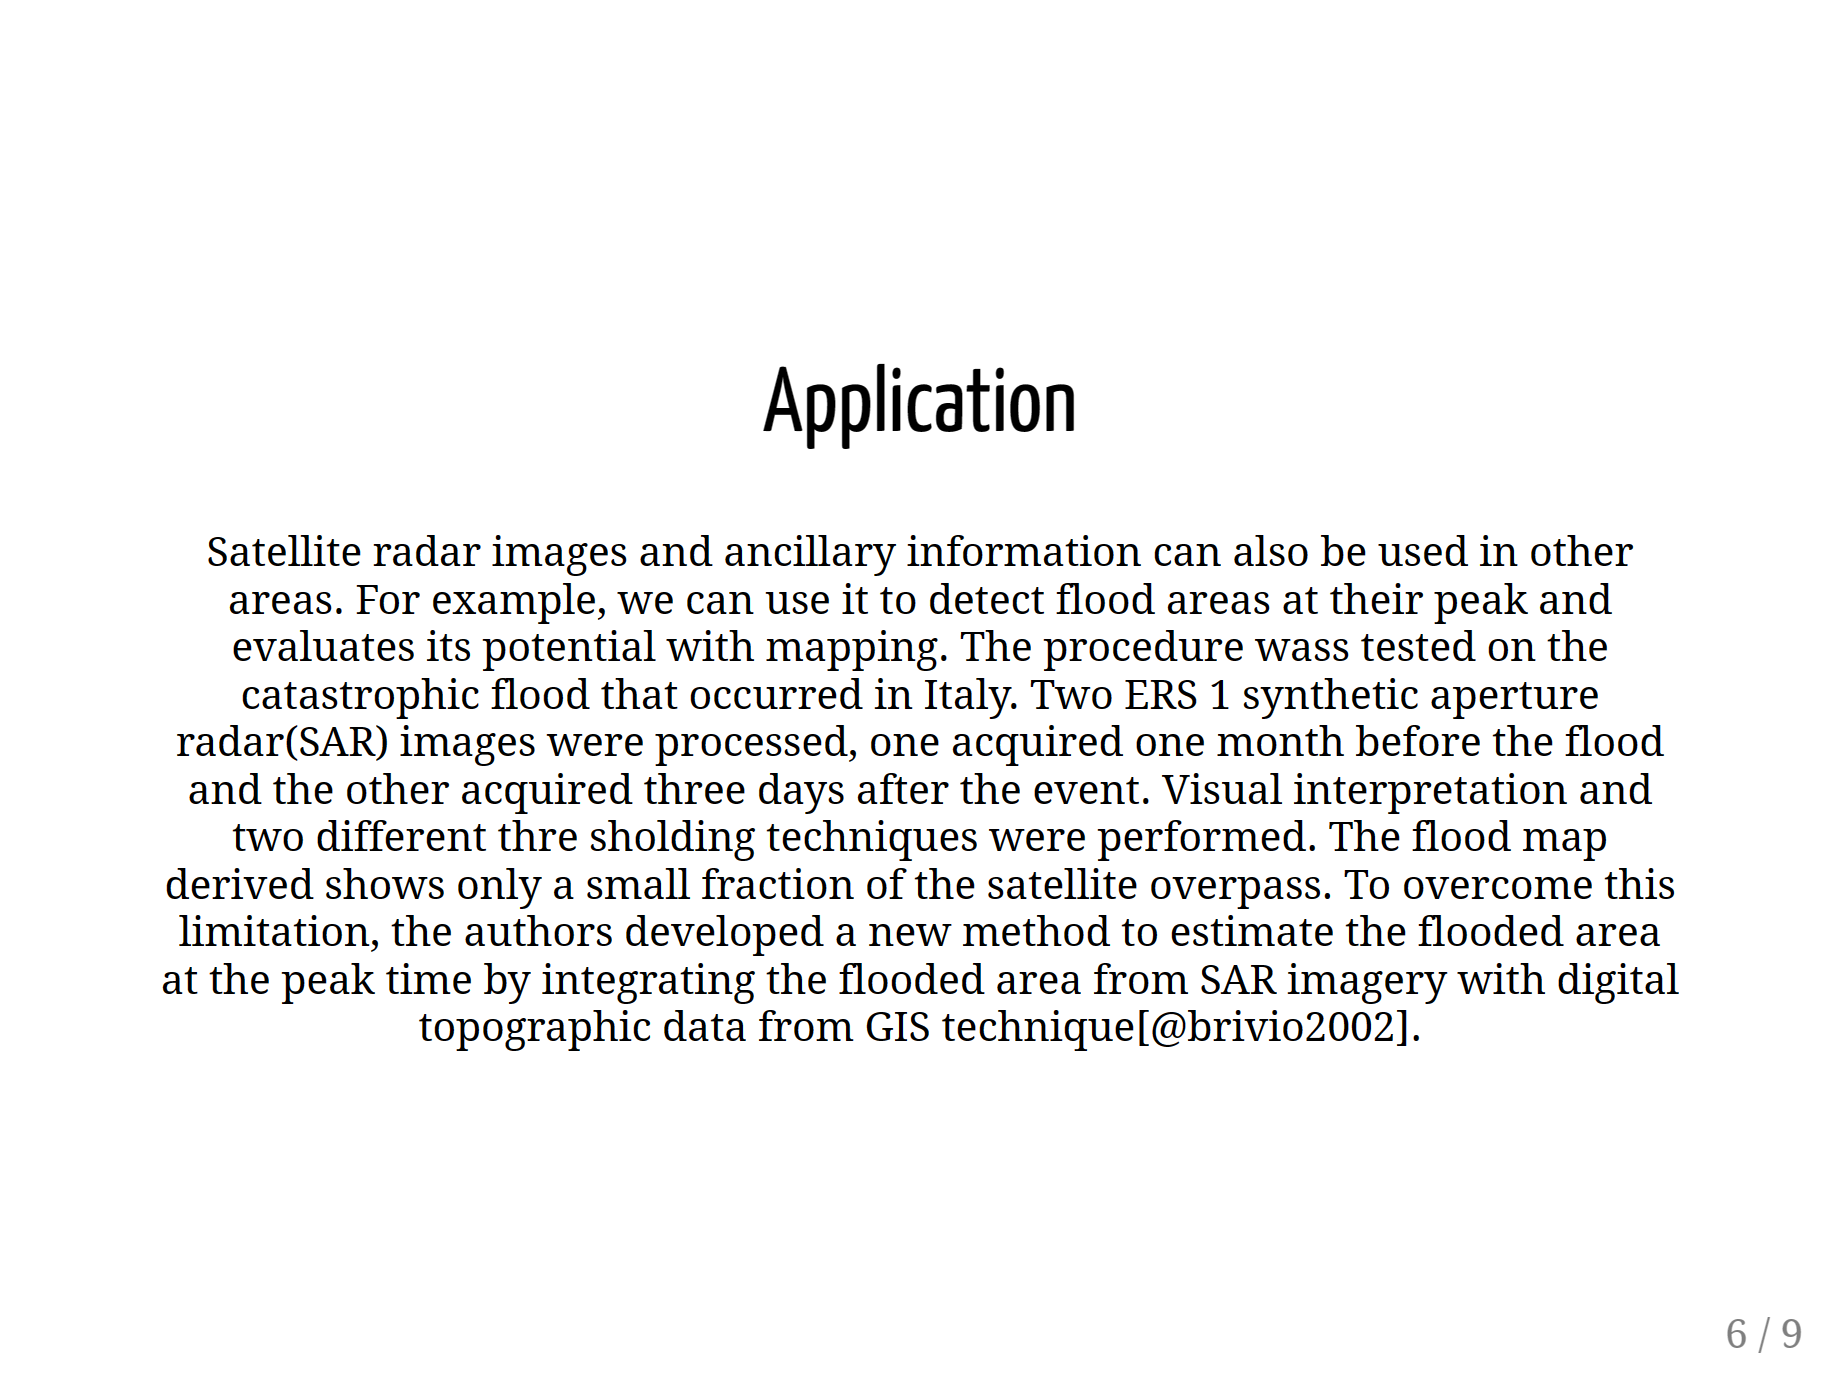 Application
Satellite radar images and ancillary information can also be used in other
areas. For example, we can use it to detect flood areas at their peak and
evaluates its potential with mapping. The procedure wass tested on the
catastrophic flood that occurred in Italy. Two ERS 1 synthetic aperture
radar(SAR) images were processed, one acquired one month before the flood
and the other acquired three days after the event. Visual interpretation and
two different thre sholding techniques were performed. The flood map
derived shows only a small fraction of the satellite overpass. To overcome this
limitation, the authors developed a new method to estimate the flooded area
at the peak time by integrating the flooded area from SAR imagery with digital
topographic data from GIS technique[@brivio2002].
6 / 9